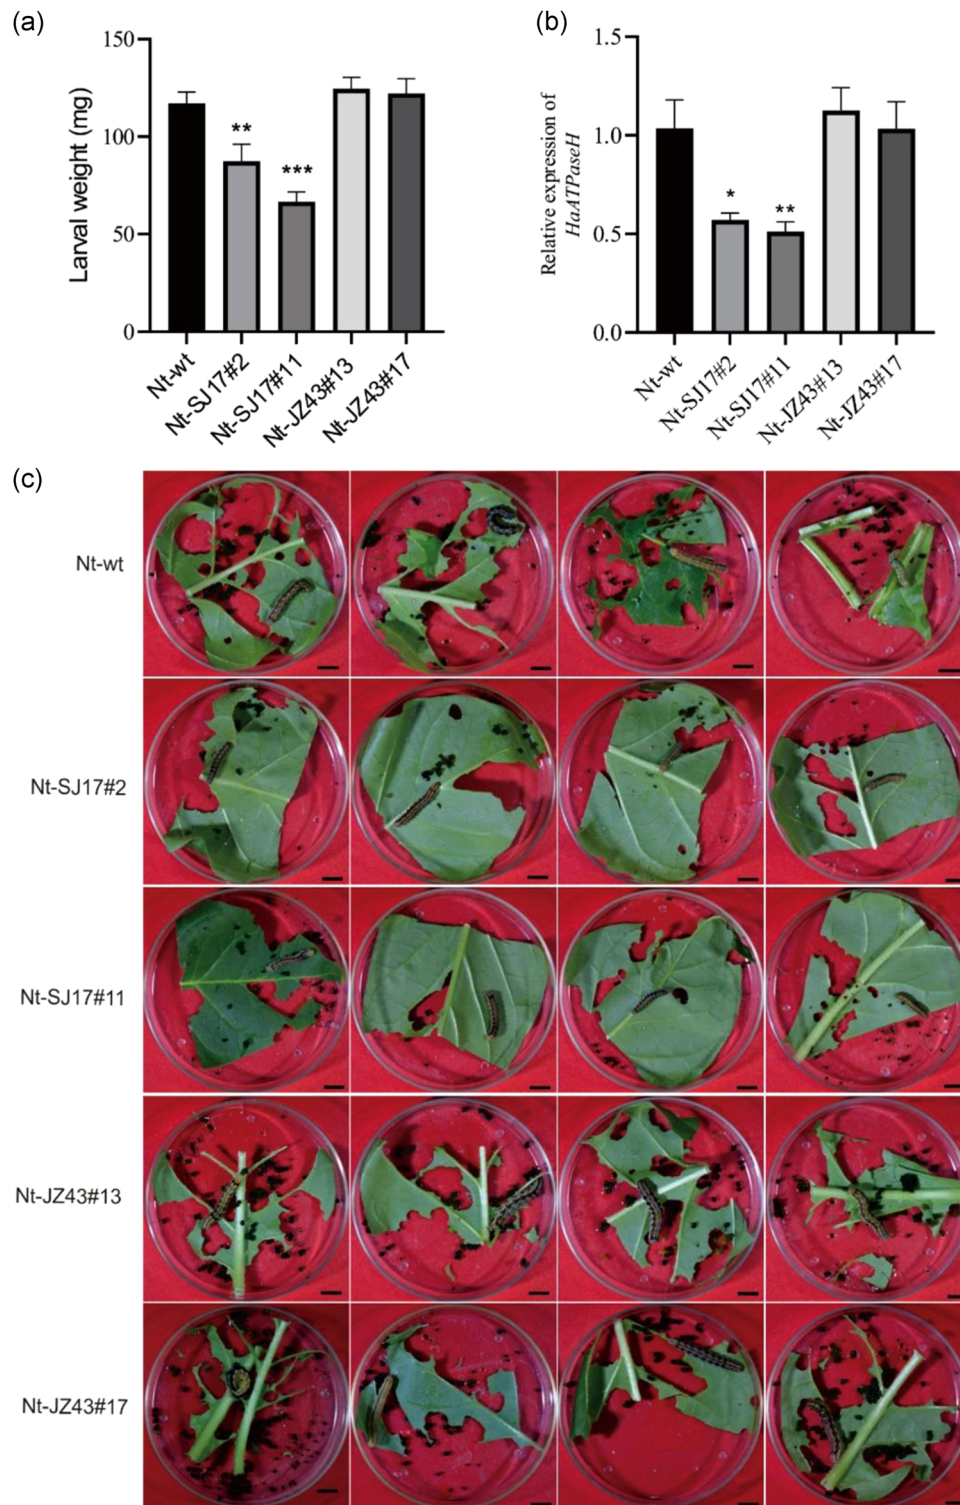 (a)
150
100
50
0
Larval weight (mg)
**
***
Nt-wt
Nt-SJ17#2
Nt-SJ17#11
Nt-JZ43#13
Nt-JZ43#17
(b)
1.5
1.0
0.5
0.0
Relative expression of
HaATPaseH
*
**
Nt-wt
Nt-SJ17#2
Nt-SJ17#11
Nt-JZ43#13
Nt-JZ43#17
(c)
Nt-wt
Nt-SJ17#2
Nt-SJ17#11
Nt-JZ43#13
Nt-JZ43#17